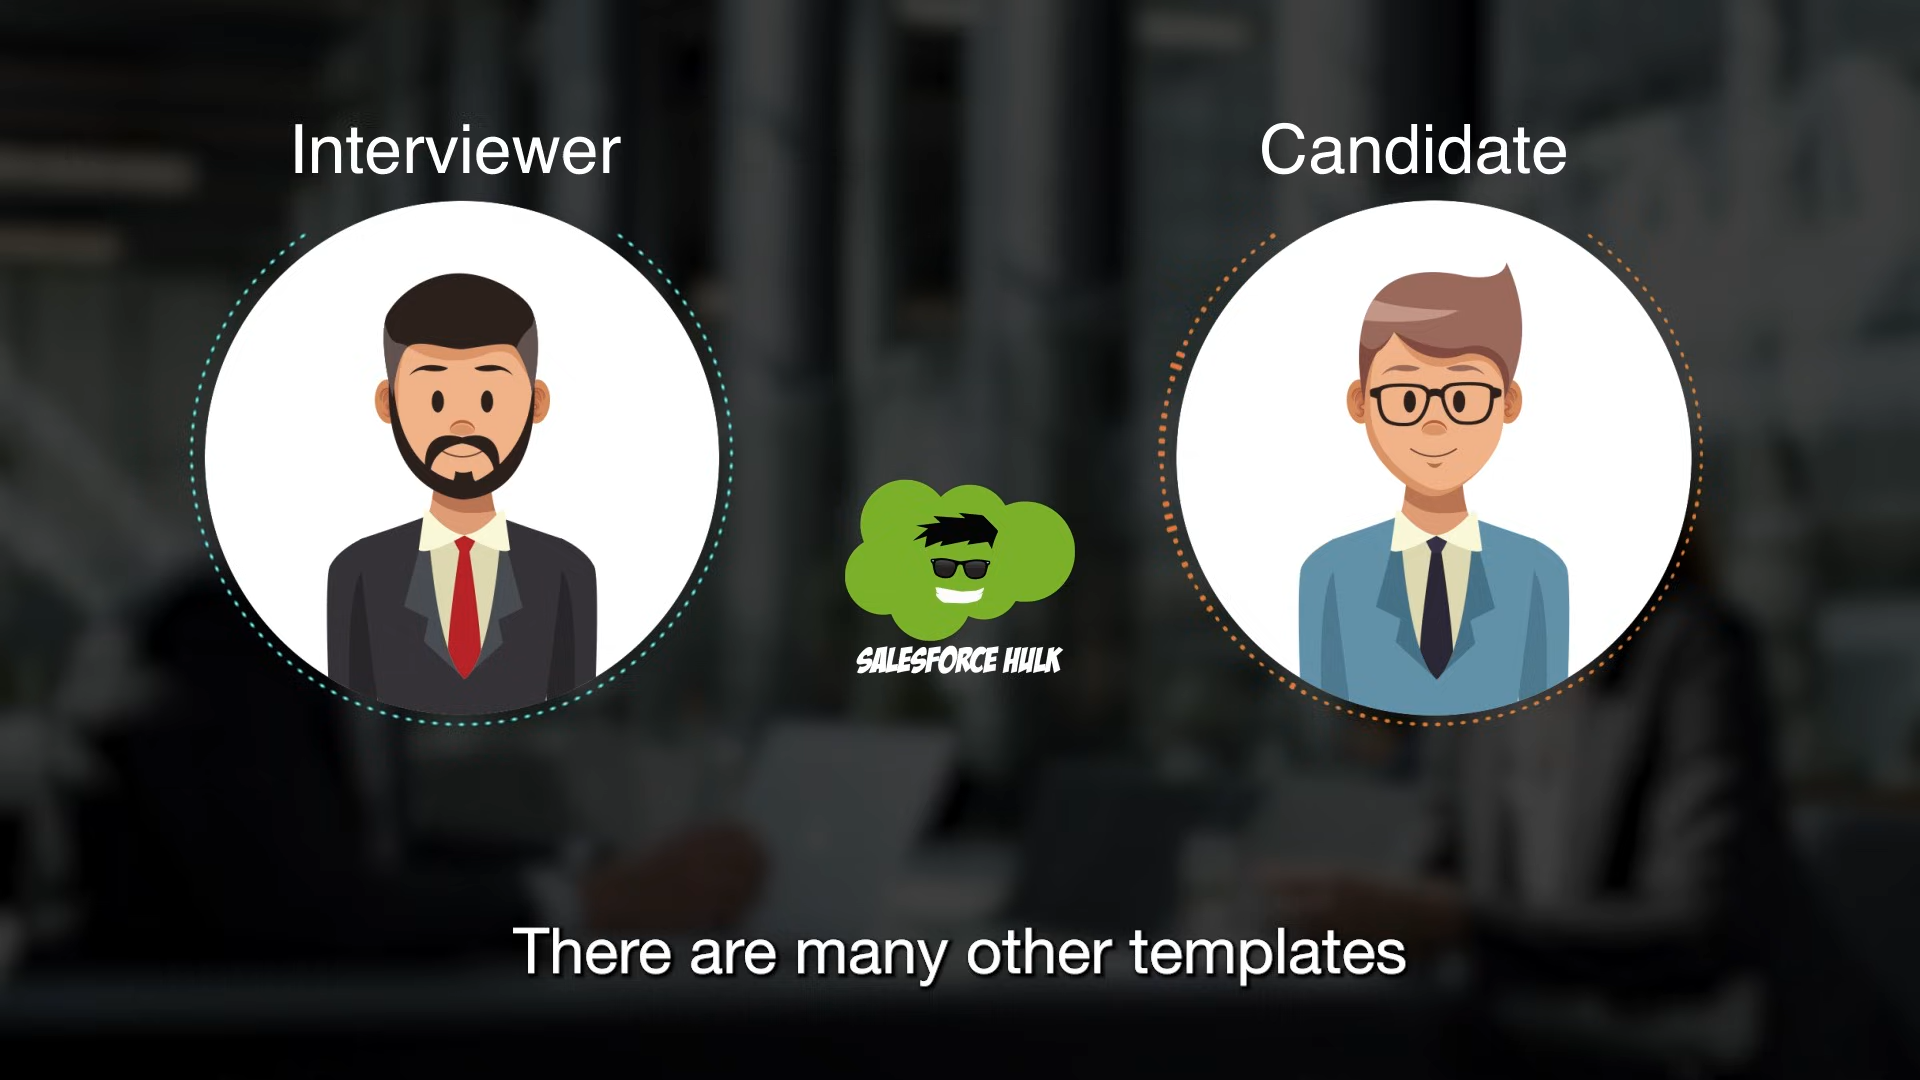 Interviewer
Candidate
SALESFORCE HULK
There are many other templates